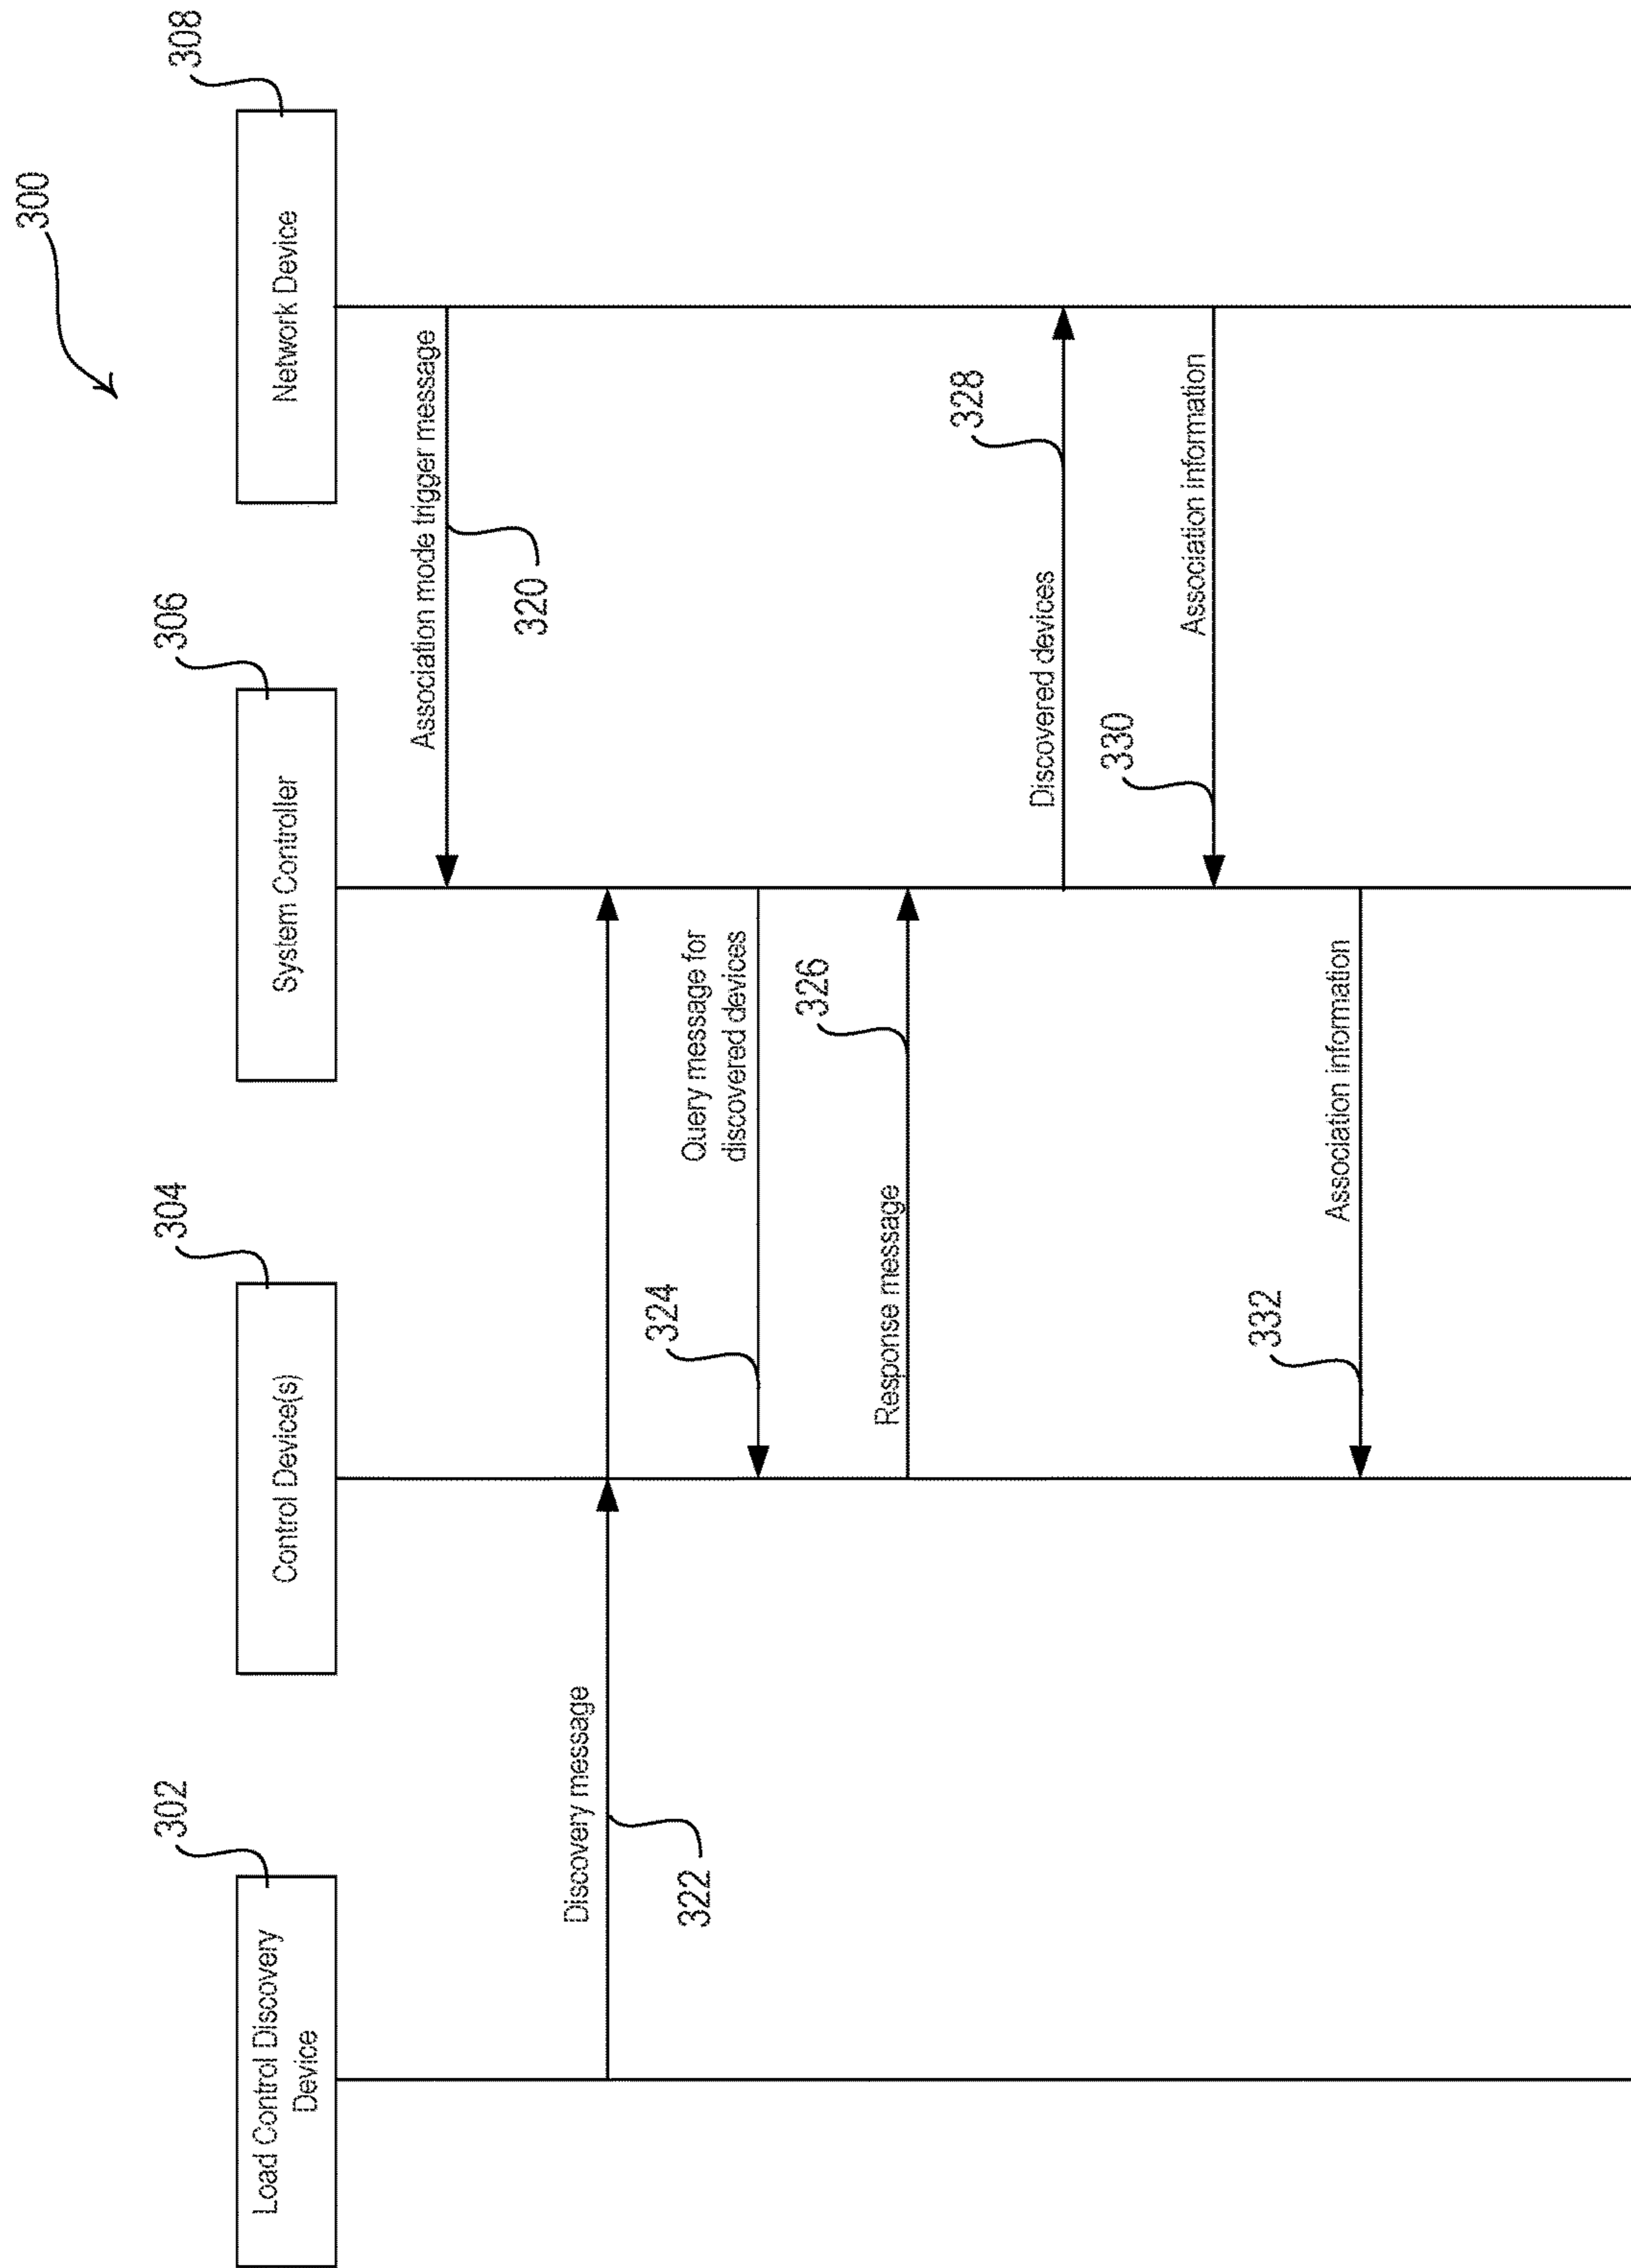 300
302
304
306
308
Load Control Discovery
Device
Control Device(s)
System Controller
Network Device
Association mode trigger message
320
Discovery message
322
Query message for
discovered devices
324
Response message
326
Discovered devices
328
Association information
330
Association information
332